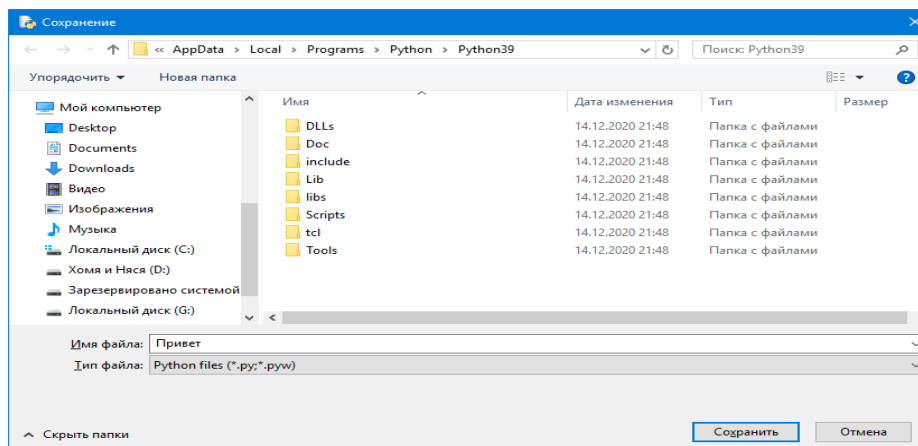 Сохранение
« AppData › Local › Programs › Python › Python39
Поиск: Python39
Упорядочить Новая папка
Мой компьютер
Desktop
Documents
Downloads
Видео
Изображения
Музыка
Локальный диск (C:)
Хомя и Няся (D:)
Зарезервировано системой
Локальный диск (G:)
Имя Дата изменения Тип Размер
DLLs 14.12.2020 21:48 Папка с файлами
Doc 14.12.2020 21:48 Папка с файлами
include 14.12.2020 21:48 Папка с файлами
Lib 14.12.2020 21:48 Папка с файлами
libs 14.12.2020 21:48 Папка с файлами
Scripts 14.12.2020 21:48 Папка с файлами
tcl 14.12.2020 21:48 Папка с файлами
Tools 14.12.2020 21:48 Папка с файлами
Имя файла: Привет
Тип файла: Python files (*.py;*.pyw)
Скрыть папки
Сохранить Отмена